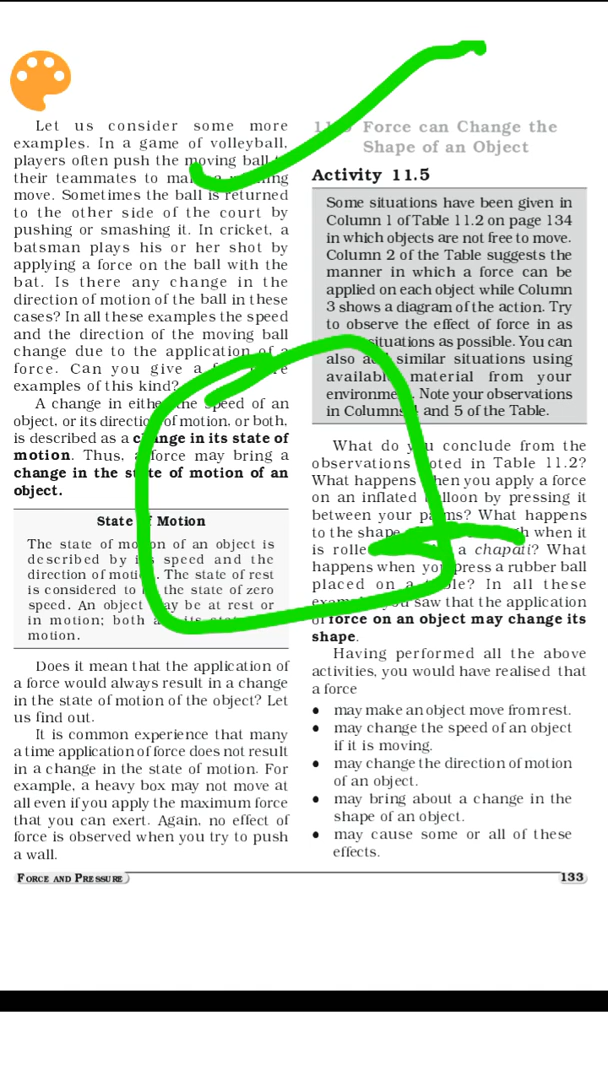 Let us consider some more
examples. In a game of volleyball,
players often push the moving ball
their teammates to
move. Sometimes the ball is returned
to the other side of the court by
pushing or smashing it. In cricket, a
batsman plays his or her shot by
applying a force on the ball with the
bat. Is there any change in the
direction of motion of the ball in these
cases? In all these examples the speed
and the direction of the moving ball
change due to the application of a
force. Can you give a
examples of this kind?
A change in either the speed of an
object, or its direction of motion, or both,
is described as a change in its state of
motion. Thus, a force may bring a
change in the state of motion of an
object.
State of Motion
The state of motion of an object is
described by its speed and the
direction of motion. The state of rest
is considered to be the state of zero
speed. An object may be at rest or
in motion; both are its
motion.
Does it mean that the application of
a force would always result in a change
in the state of motion of the object? Let
us find out.
It is common experience that many
a time application of force does not result
in a change in the state of motion. For
example, a heavy box may not move at
all even if you apply the maximum force
that you can exert. Again, no effect of
force is observed when you try to push
a wall.
Force can Change the
Shape of an Object
Activity 11.5
Some situations have been given in
Column 1 of Table 11.2 on page 134
in which objects are not free to move.
Column 2 of the Table suggests the
manner in which a force can be
applied on each object while Column
3 shows a diagram of the action. Try
to observe the effect of force in as
situations as possible. You can
also add similar situations using
available material from your
environment. Note your observations
in Columns 4 and 5 of the Table.
What do you conclude from the
observations noted in Table 11.2?
What happens when you apply a force
on an inflated balloon by pressing it
between your palms? What happens
to the shape when it
is rolled a chapati? What
happens when you press a rubber ball
placed on a table? In all these
examples you saw that the application
of force on an object may change its
shape.
Having performed all the above
activities, you would have realised that
a force
• may make an object move from rest.
• may change the speed of an object
if it is moving.
• may change the direction of motion
of an object.
• may bring about a change in the
shape of an object.
• may cause some or all of these
effects.
FORCE AND PRESSURE
133